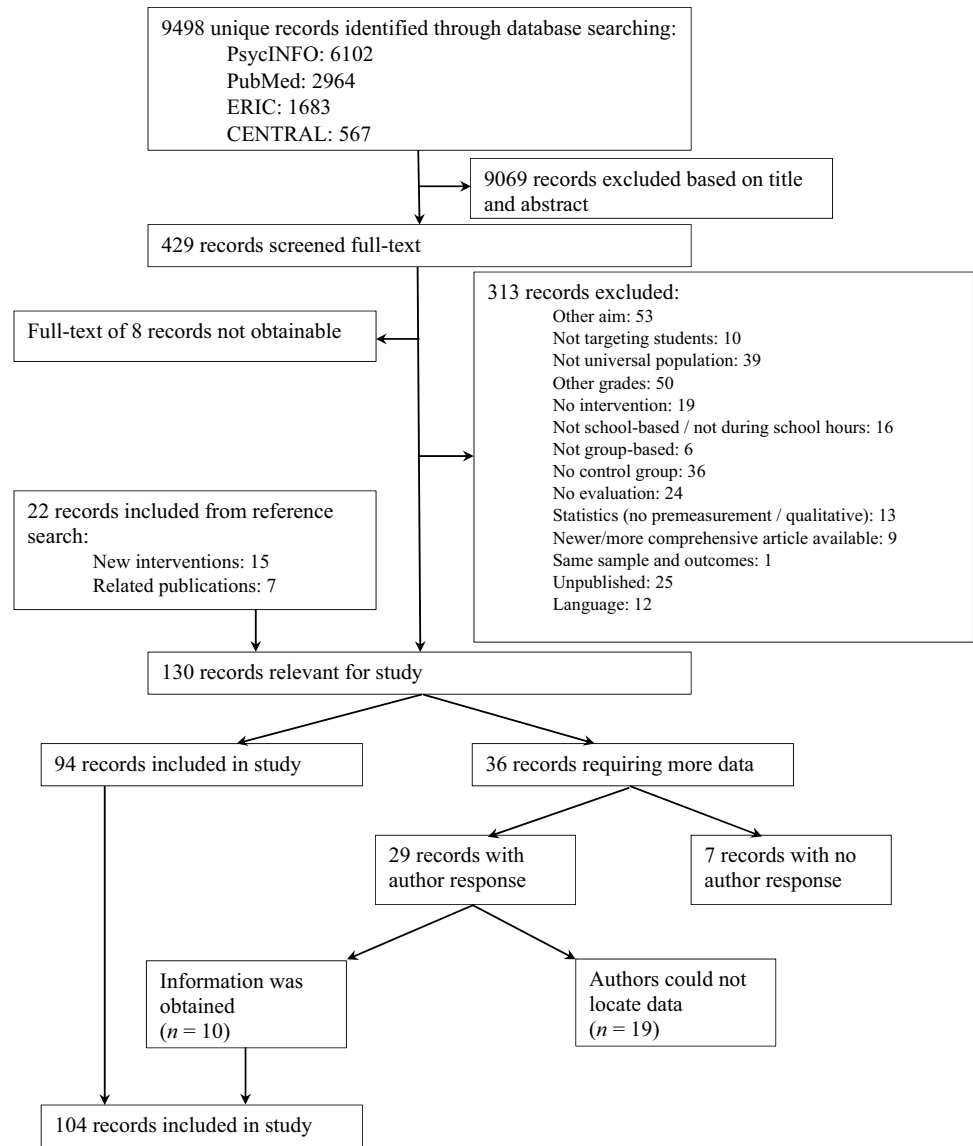 9498 unique records identified through database searching:
PsycINFO: 6102
PubMed: 2964
ERIC: 1683
CENTRAL: 567
9069 records excluded based on title
and abstract
429 records screened full-text
313 records excluded:
Other aim: 53
Not targeting students: 10
Not universal population: 39
Other grades: 50
No intervention: 19
Not school-based / not during school hours: 16
Not group-based: 6
No control group: 36
No evaluation: 24
Statistics (no premeasurement / qualitative): 13
Newer/more comprehensive article available: 9
Same sample and outcomes: 1
Unpublished: 25
Language: 12
Full-text of 8 records not obtainable
22 records included from reference
search:
New interventions: 15
Related publications: 7
130 records relevant for study
94 records included in study
36 records requiring more data
29 records with
author response
7 records with no
author response
Information was
obtained
(n = 10)
Authors could not
locate data
(n = 19)
104 records included in study